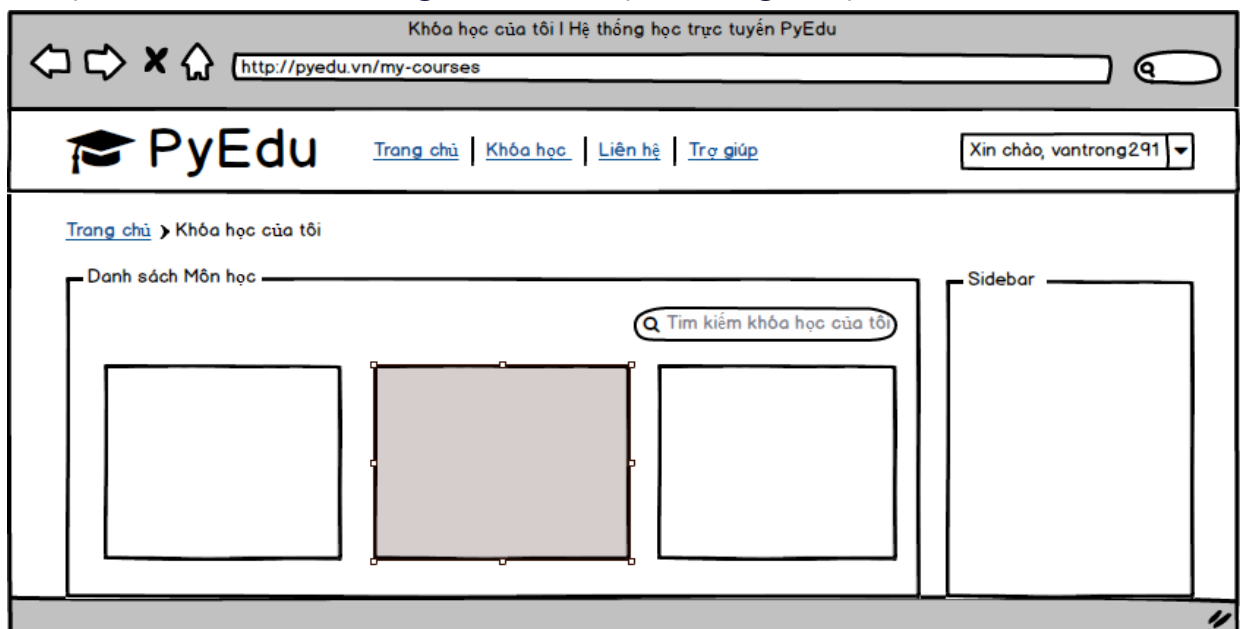 Khóa học của tôi | Hệ thống học trực tuyến PyEdu
http://pyedu.vn/my-courses
PyEdu
Trang chủ | Khóa học | Liên hệ | Trợ giúp
Xin chào, vantrong291
Trang chủ > Khóa học của tôi
Danh sách Môn học
Sidebar
Tìm kiếm khóa học của tôi